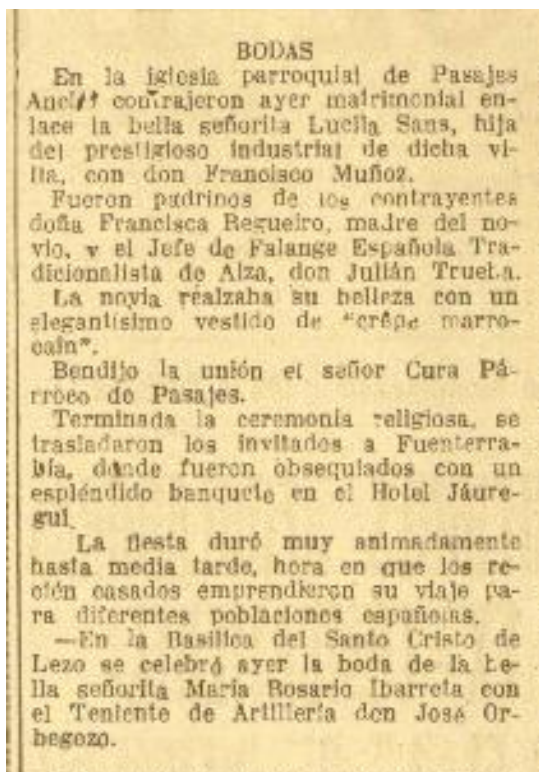 BODAS
En la iglesia parroquial de Pasajes
Ancho contrajeron ayer matrimonial en-
lace la bella señorita Lucila Sans, hija
del prestigioso industrial de dicha vi-
lla, con don Francisco Muñoz.
Fueron padrinos de los contrayentes
doña Francisca Regueiro, madre del no-
vio, y el Jefe de Falange Española Tra-
dicionalista de Alza, don Julián Trueba.
La novia realzaba su belleza con un
elegantísimo vestido de "crêpe marro-
cain".
Bendijo la unión el señor Cura Pá-
rroco de Pasajes.
Terminada la ceremonia religiosa, se
trasladaron los invitados a Fuenterra-
bía, donde fueron obsequiados con un
espléndido banquete en el Hotel Jáure-
gui.
La fiesta duró muy animadamente
hasta media tarde, hora en que los re-
cién casados emprendieron su viaje pa-
ra diferentes poblaciones españolas.
—En la Basílica del Santo Cristo de
Lezo se celebró ayer la boda de la be-
lla señorita María Rosario Ibarreta con
el Teniente de Artillería don José Or-
begozo.